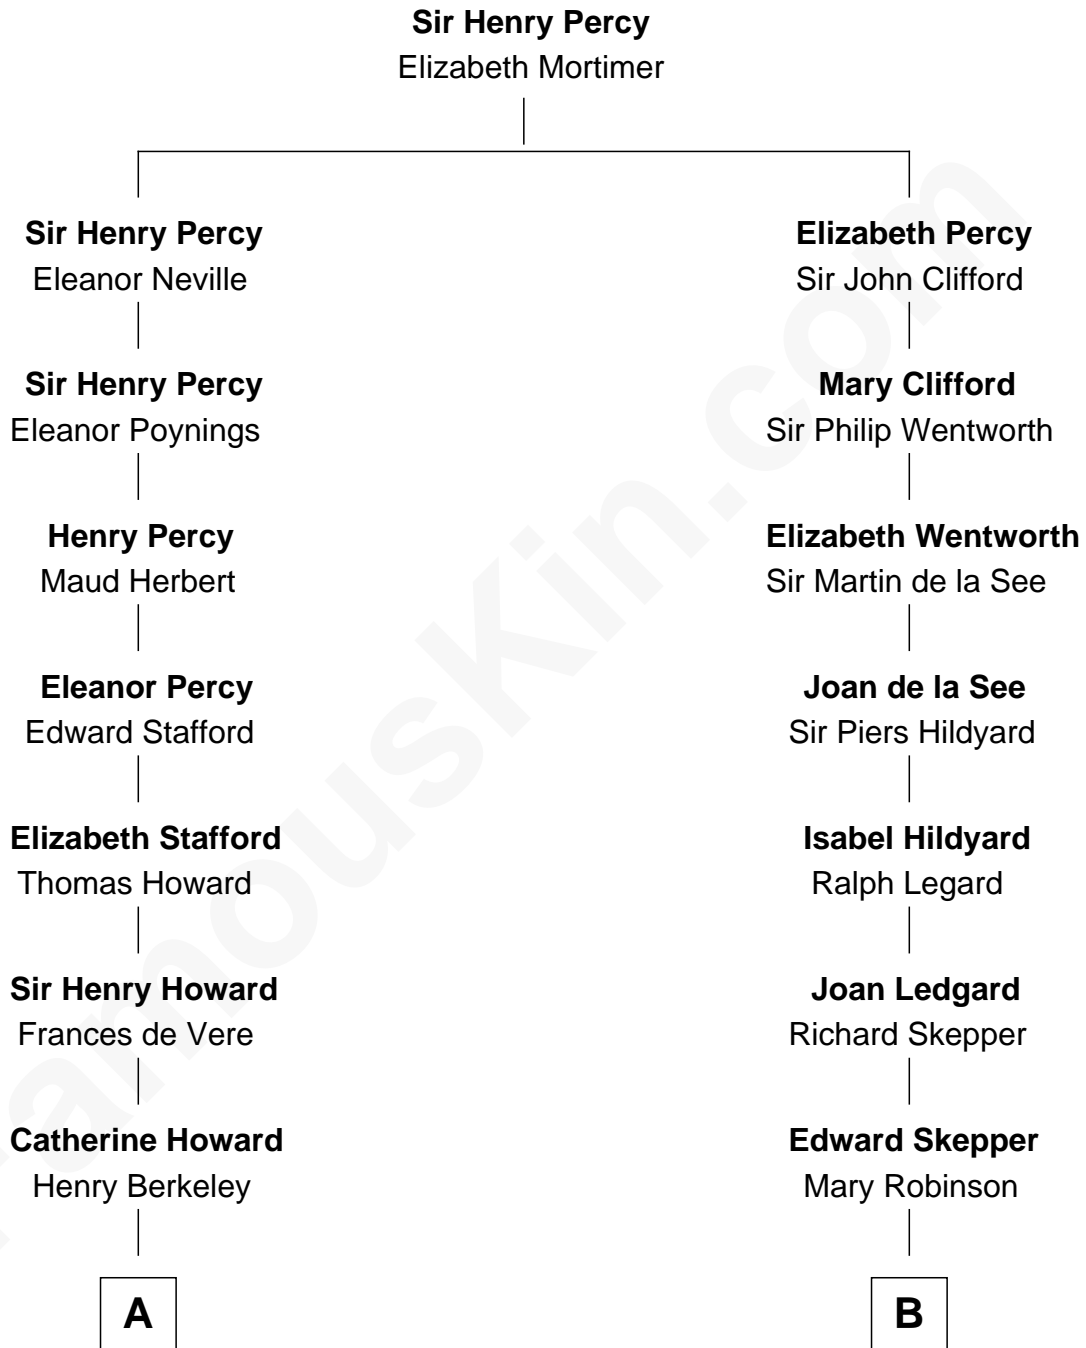 Sir Henry Percy
Elizabeth Mortimer
Sir Henry Percy
Eleanor Neville
Elizabeth Percy
Sir John Clifford
Sir Henry Percy
Eleanor Poynings
Mary Clifford
Sir Philip Wentworth
Henry Percy
Maud Herbert
Elizabeth Wentworth
Sir Martin de la See
Eleanor Percy
Edward Stafford
Joan de la See
Sir Piers Hildyard
Elizabeth Stafford
Thomas Howard
Isabel Hildyard
Ralph Legard
Sir Henry Howard
Frances de Vere
Joan Ledgard
Richard Skepper
Catherine Howard
Henry Berkeley
Edward Skepper
Mary Robinson
A
B
FamousKin.com